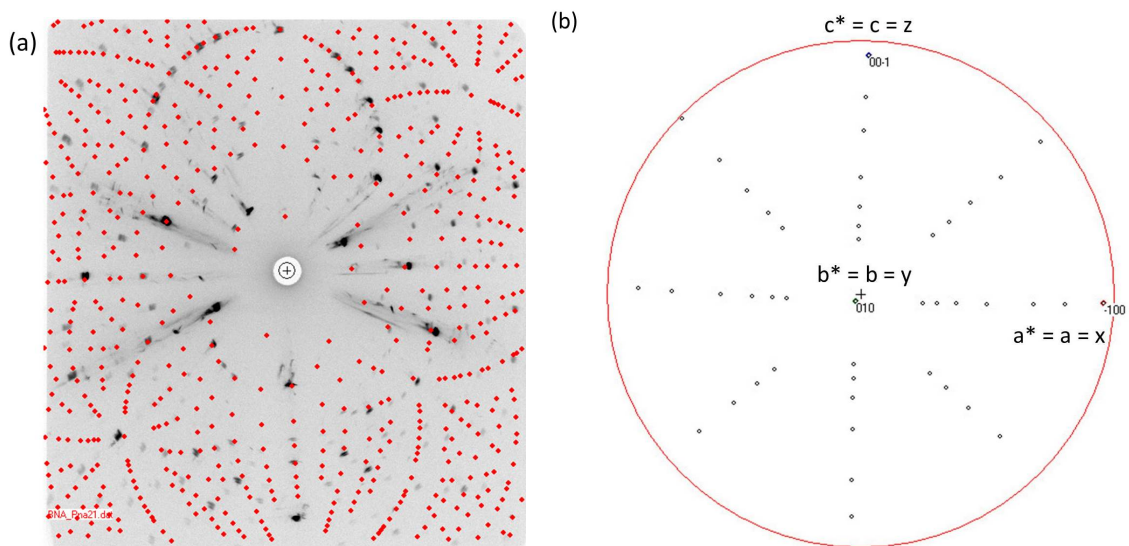 (a)
BNA_Pna21.dat
(b)
c* = c = z
00-1
b* = b = y
010
-100
a* = a = x